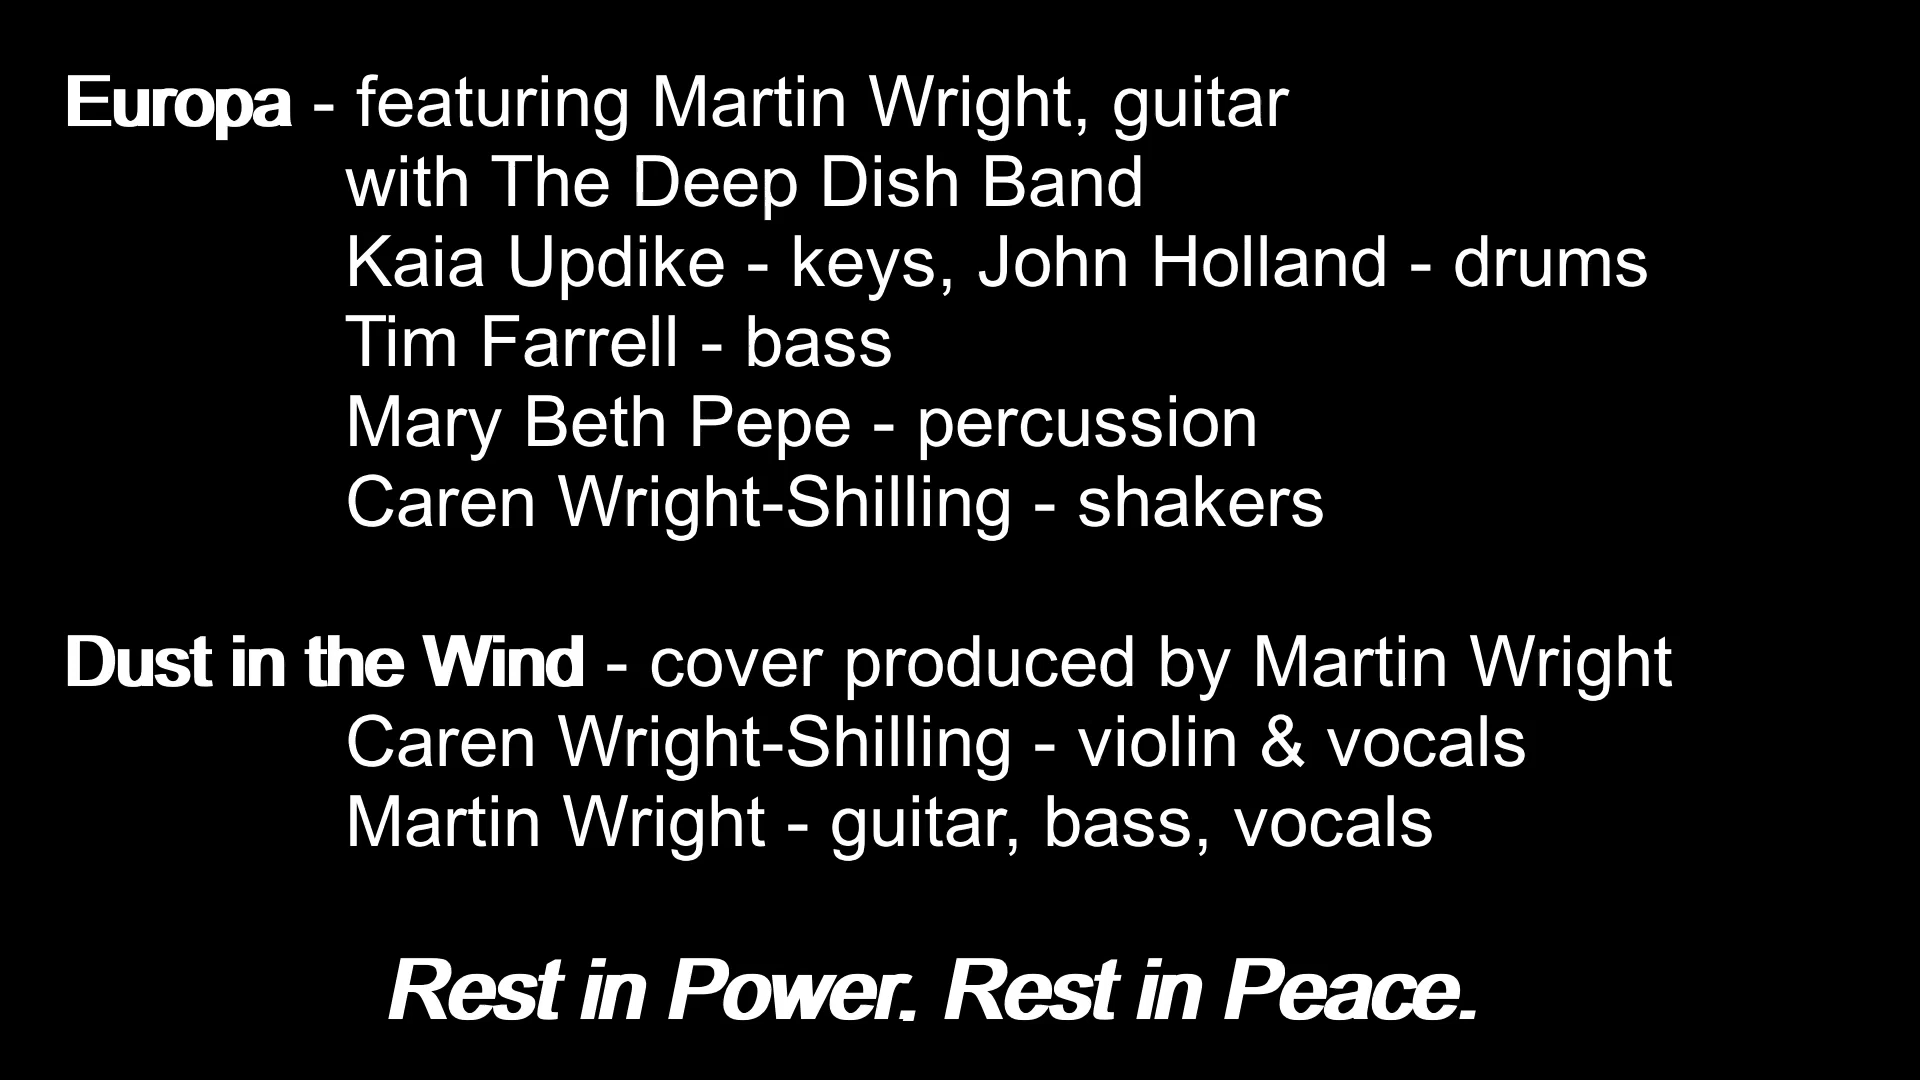 Europa - featuring Martin Wright, guitar
with The Deep Dish Band
Kaia Updike - keys, John Holland - drums
Tim Farrell - bass
Mary Beth Pepe - percussion
Caren Wright-Shilling - shakers
Dust in the Wind - cover produced by Martin Wright
Caren Wright-Shilling - violin & vocals
Martin Wright - guitar, bass, vocals
Rest in Power. Rest in Peace.